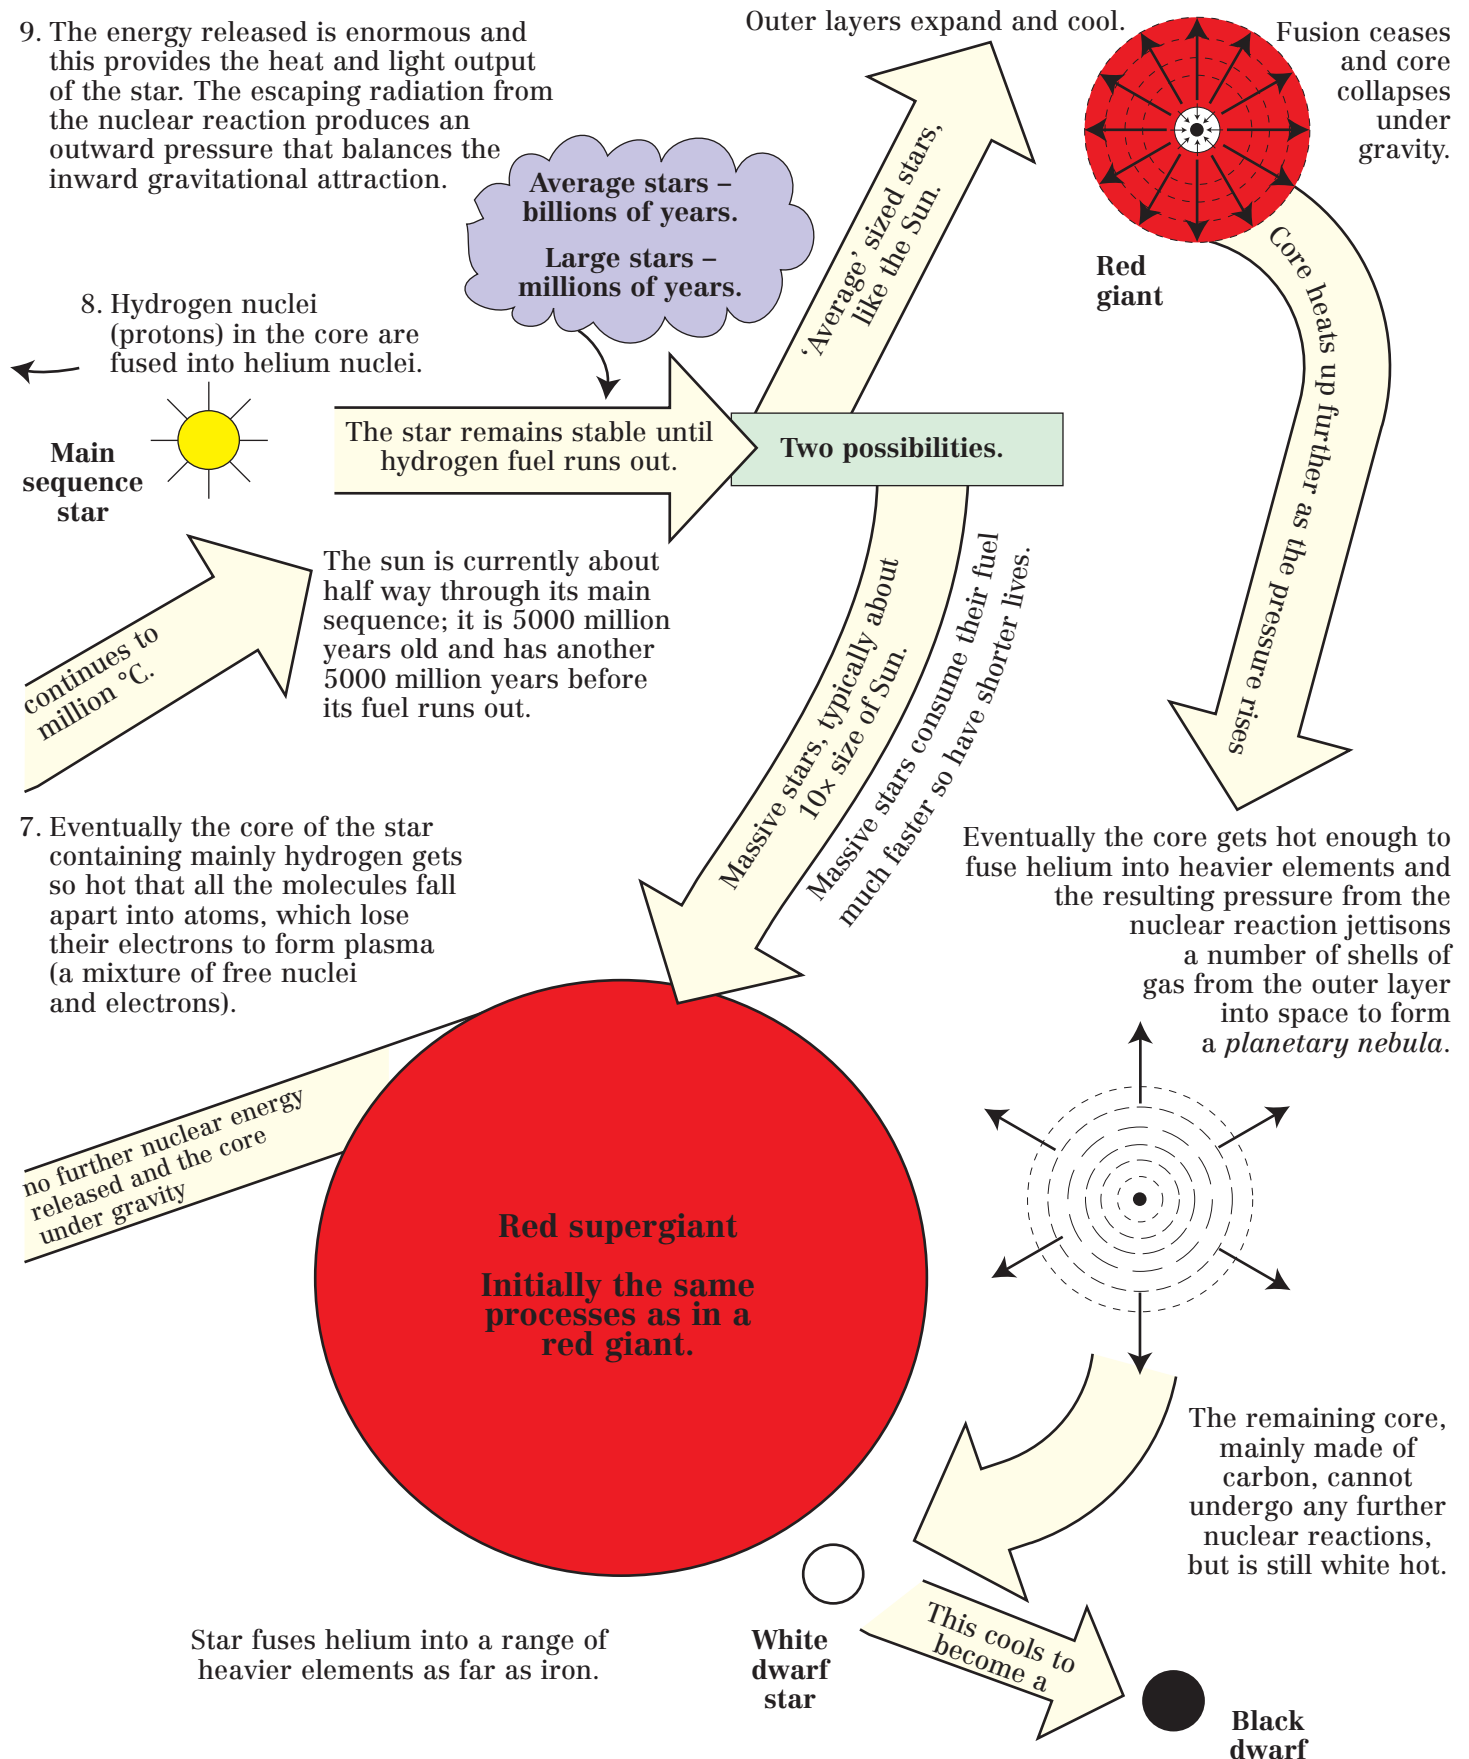 9. The energy released is enormous and
this provides the heat and light output
of the star. The escaping radiation from
the nuclear reaction produces an
outward pressure that balances the
inward gravitational attraction.
Average stars –
billions of years.
Large stars –
millions of years.
Outer layers expand and cool.
Fusion ceases
and core
collapses
under
gravity.
Red
giant
8. Hydrogen nuclei
(protons) in the core are
fused into helium nuclei.
Main
sequence
star
The star remains stable until
hydrogen fuel runs out.
Two possibilities.
‘Average’ sized stars,
like the Sun.
Core heats up further as the pressure rises
continues to
million °C.
The sun is currently about
half way through its main
sequence; it is 5000 million
years old and has another
5000 million years before
its fuel runs out.
Massive stars, typically about
10× size of Sun.
Massive stars consume their fuel
much faster so have shorter lives.
7. Eventually the core of the star
containing mainly hydrogen gets
so hot that all the molecules fall
apart into atoms, which lose
their electrons to form plasma
(a mixture of free nuclei
and electrons).
Eventually the core gets hot enough to
fuse helium into heavier elements and
the resulting pressure from the
nuclear reaction jettisons
a number of shells of
gas from the outer layer
into space to form
a planetary nebula.
no further nuclear energy
released and the core
under gravity
Red supergiant
Initially the same
processes as in a
red giant.
The remaining core,
mainly made of
carbon, cannot
undergo any further
nuclear reactions,
but is still white hot.
Star fuses helium into a range of
heavier elements as far as iron.
White
dwarf
star
This cools to
become a
Black
dwarf